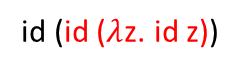 id (id (λz. id z))